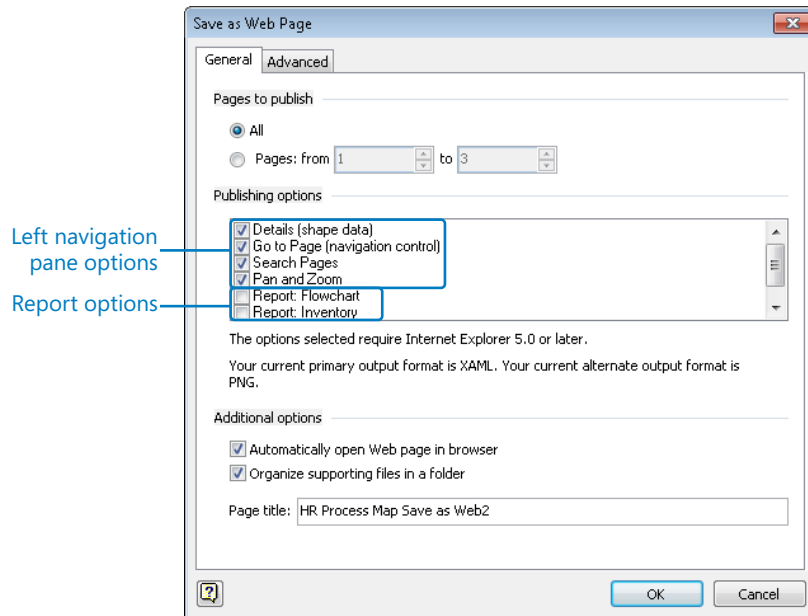 Save as Web Page
General
Advanced
Pages to publish
All
Pages: from 1 to 3
Publishing options
Left navigation
pane options
Details (shape data)
Go to Page (navigation control)
Search Pages
Pan and Zoom
Report options
Report: Flowchart
Report: Inventory
The options selected require Internet Explorer 5.0 or later.
Your current primary output format is XAML. Your current alternate output format is
PNG.
Additional options
Automatically open Web page in browser
Organize supporting files in a folder
Page title: HR Process Map Save as Web2
?
OK
Cancel